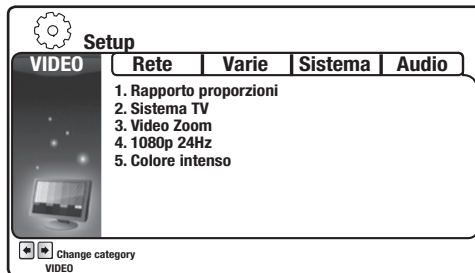 Setup
VIDEO Rete Varie Sistema Audio
1. Rapporto proporzioni
2. Sistema TV
3. Video Zoom
4. 1080p 24Hz
5. Colore intenso
Change category
VIDEO